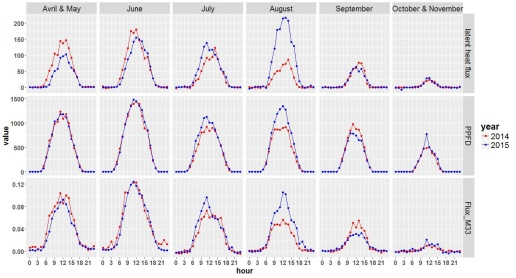 Avril & May June July August September October & November
200
150
100
50
0
latent heat flux
1500
1000
500
0
PPFD
0.12
0.08
0.04
0.00
Flux_M33
value
0 3 6 9 12 15 18 21 0 3 6 9 12 15 18 21 0 3 6 9 12 15 18 21 0 3 6 9 12 15 18 21 0 3 6 9 12 15 18 21 0 3 6 9 12 15 18 21
hour
year
2014
2015